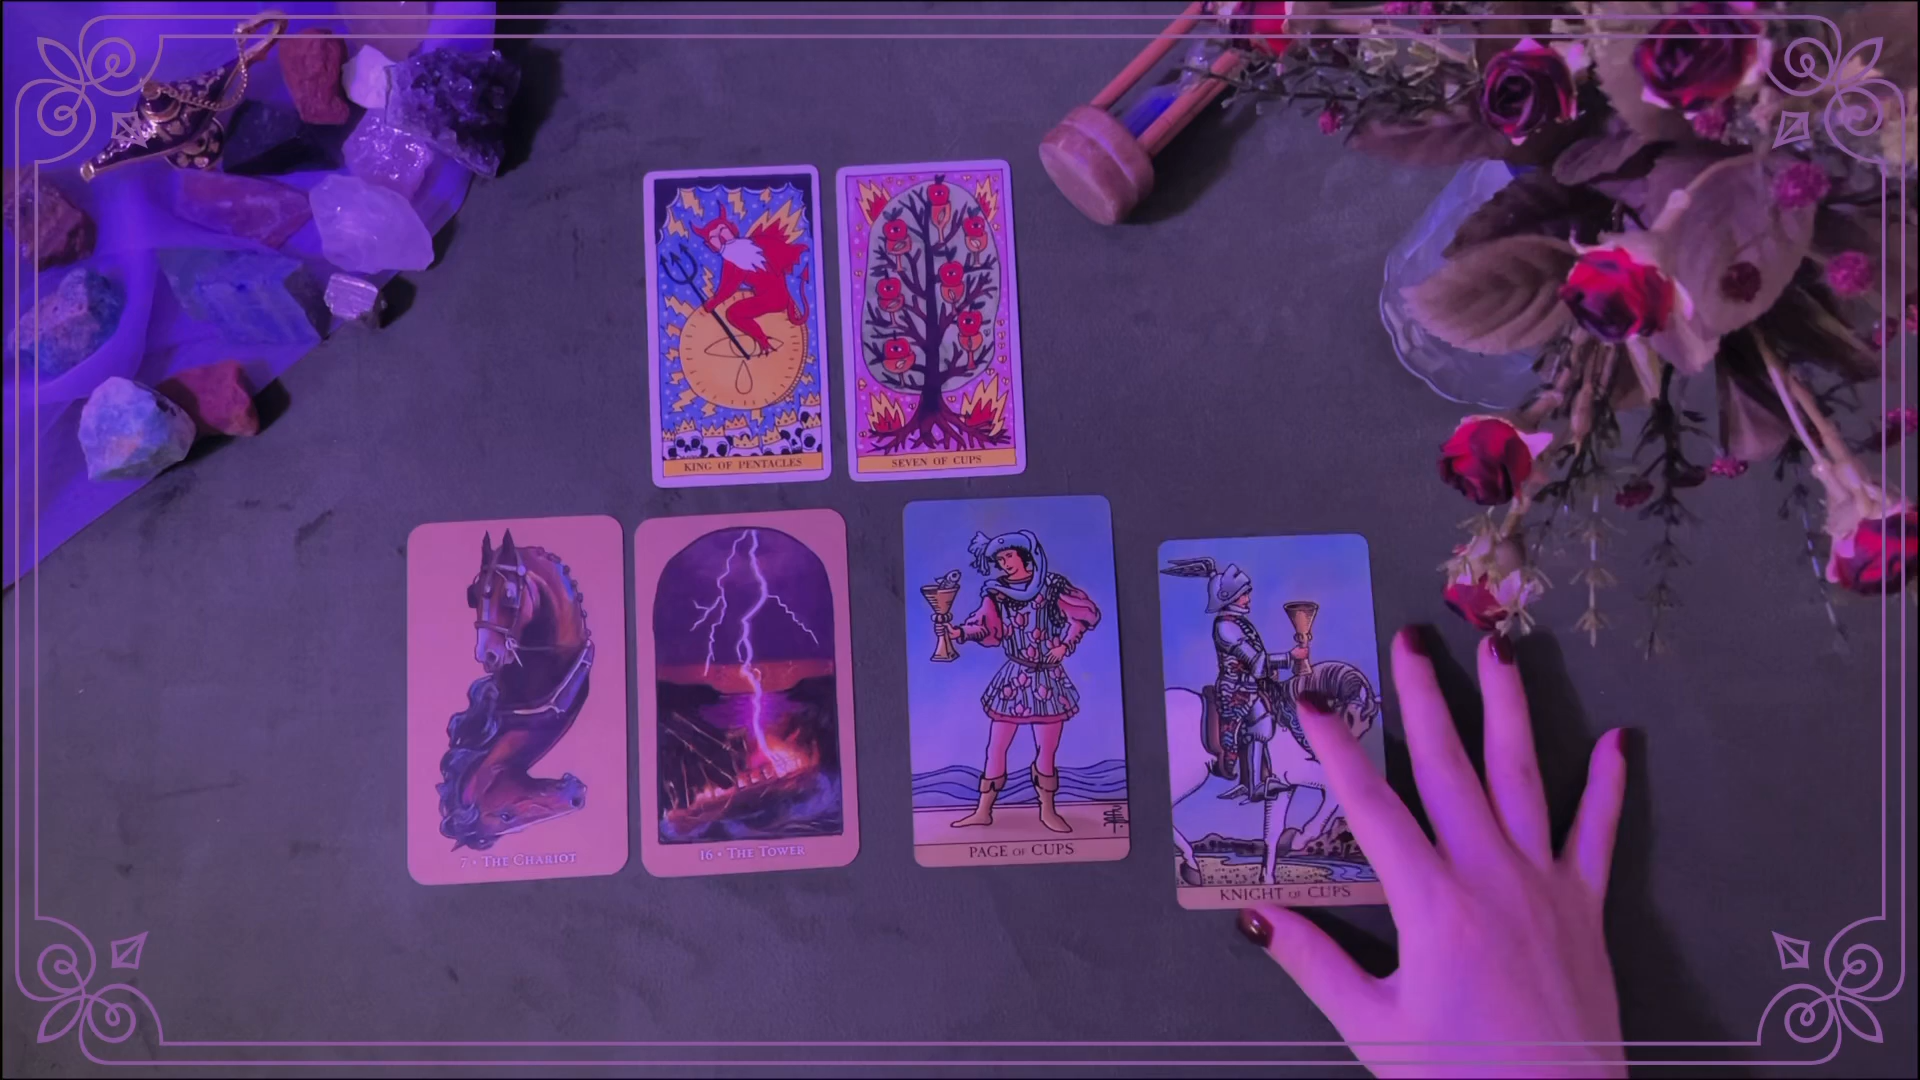 KING OF PENTACLES
SEVEN OF CUPS
7 • THE CHARIOT
16 • THE TOWER
PAGE OF CUPS
KNIGHT OF CUPS